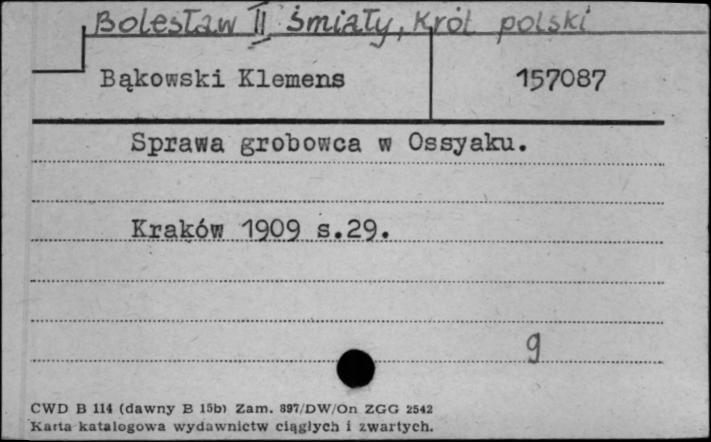 Bolesław II Śmiały, Król polski
Bąkowski Klemens 157087
Sprawa grobowca w Ossyaku.
Kraków 1909 s.29.
9
CWD B 114 (dawny B 15b) Zam. 897/DW/On ZGG 2542
Karta katalogowa wydawnictw ciągłych i zwartych.